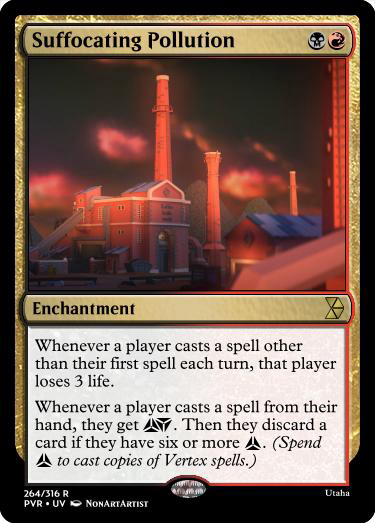 Suffocating Pollution
Enchantment
Whenever a player casts a spell other
than their first spell each turn, that player
loses 3 life.
Whenever a player casts a spell from their
hand, they get . Then they discard a
card if they have six or more . (Spend
to cast copies of Vertex spells.)
264/316 R
Utaha
PVR • UV NonArtArtist